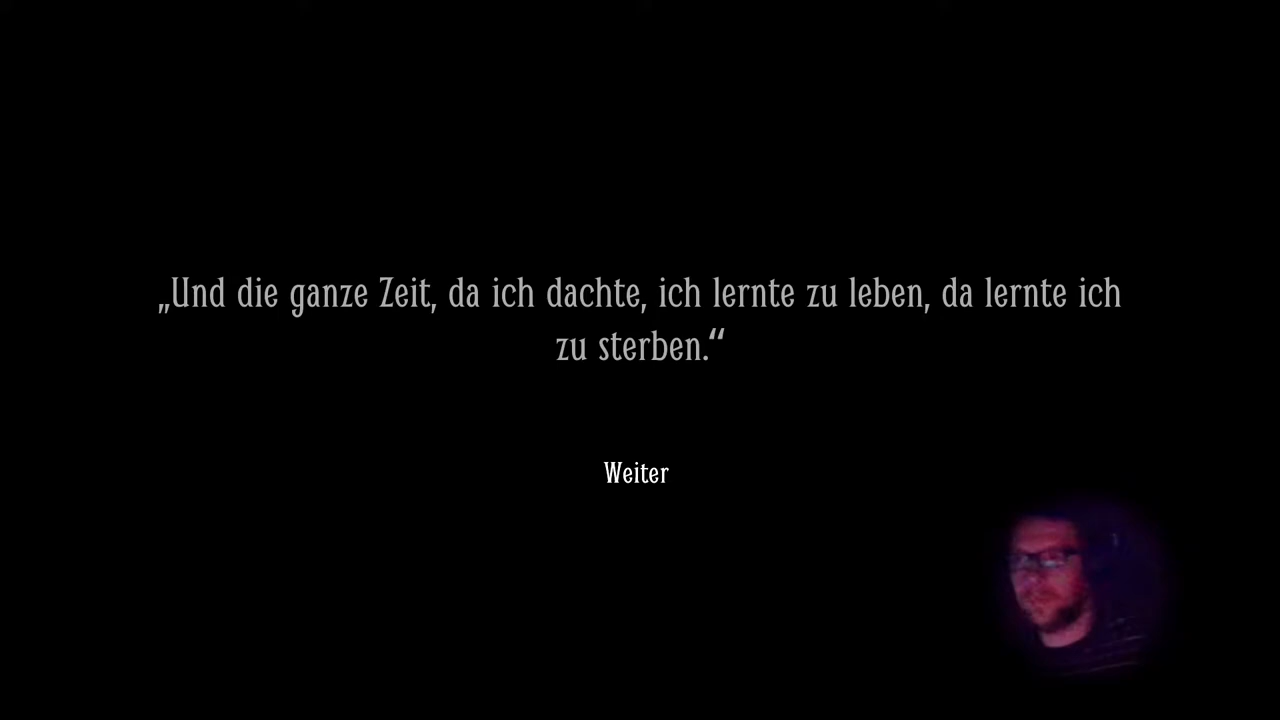 „Und die ganze Zeit, da ich dachte, ich lernte zu leben, da lernte ich
zu sterben.“
Weiter